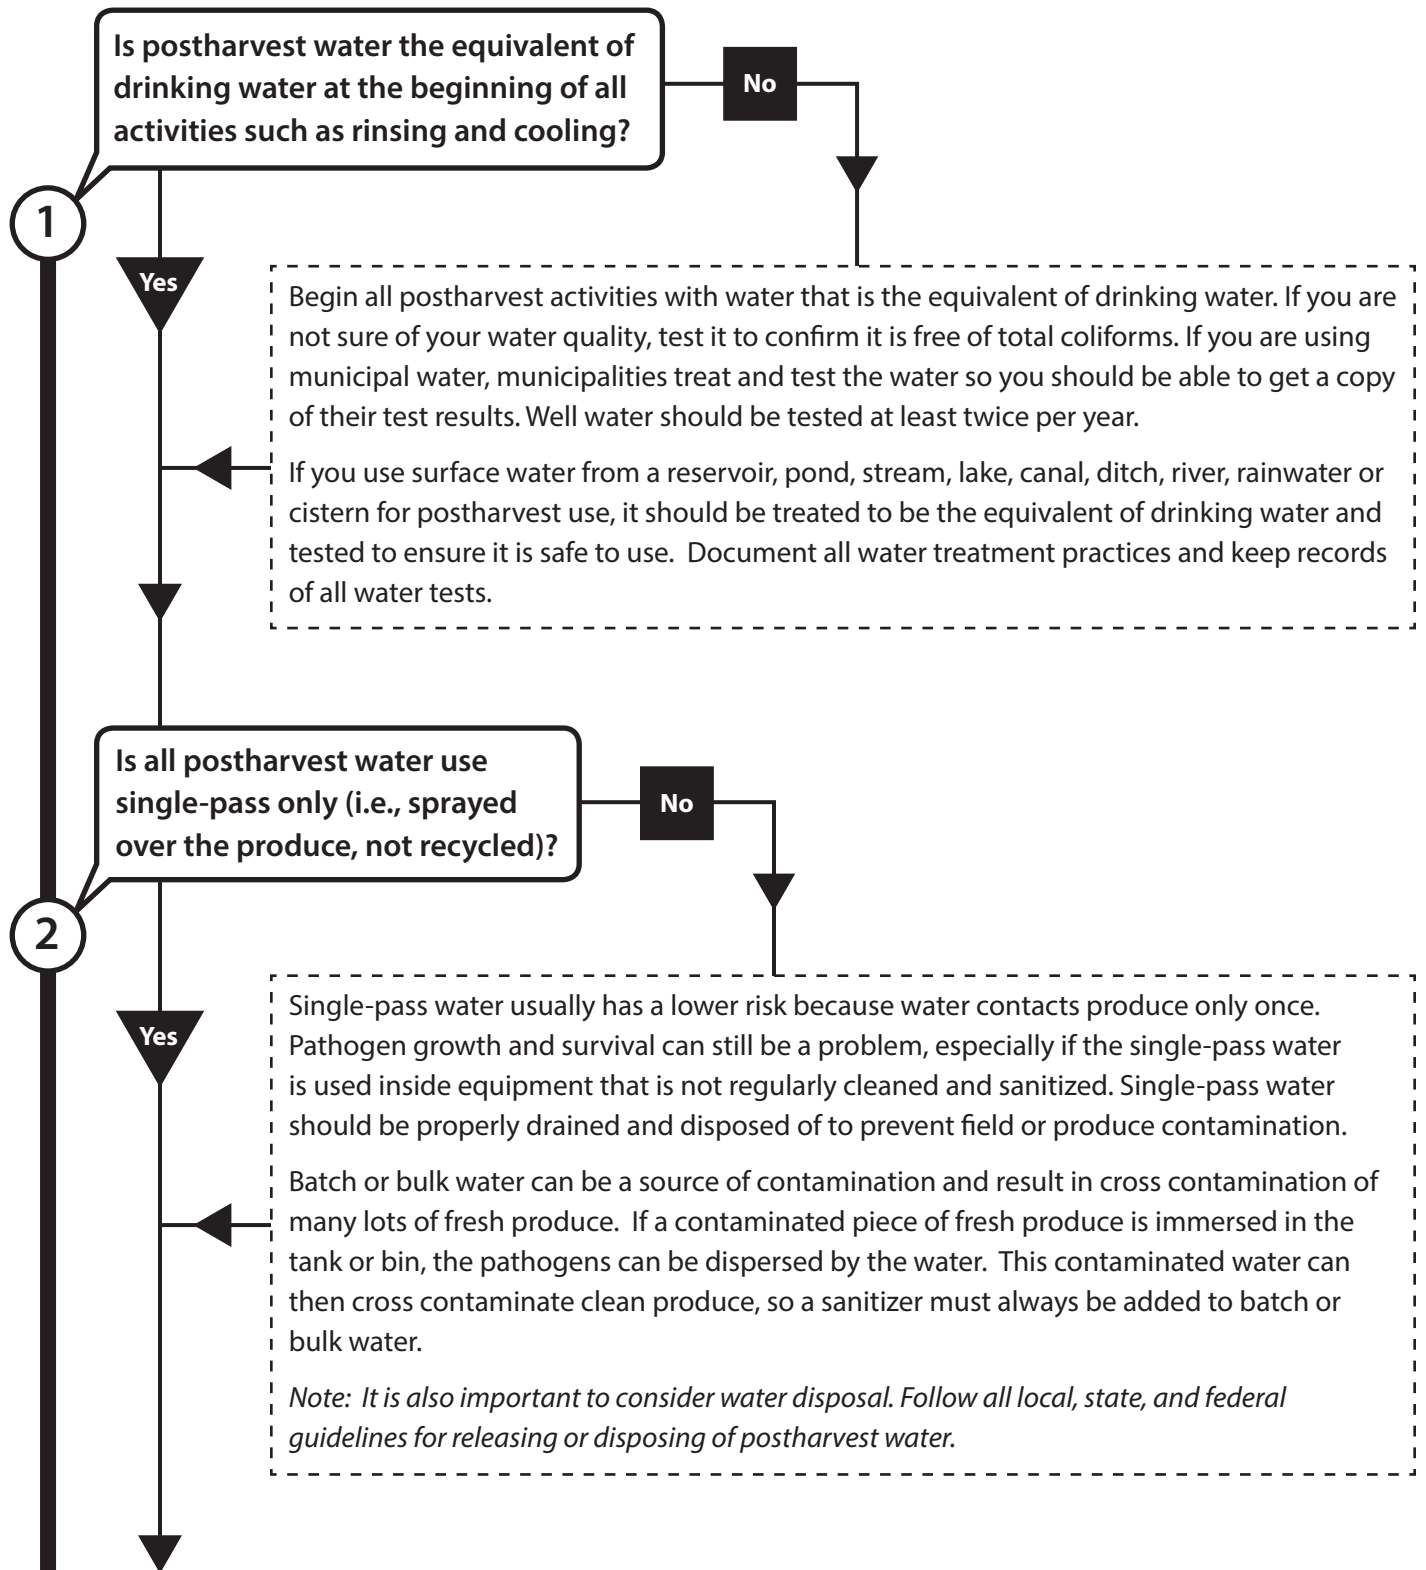 Is postharvest water the equivalent of
drinking water at the beginning of all
activities such as rinsing and cooling?
No
1
Yes
Begin all postharvest activities with water that is the equivalent of drinking water. If you are
not sure of your water quality, test it to confirm it is free of total coliforms. If you are using
municipal water, municipalities treat and test the water so you should be able to get a copy
of their test results. Well water should be tested at least twice per year.
If you use surface water from a reservoir, pond, stream, lake, canal, ditch, river, rainwater or
cistern for postharvest use, it should be treated to be the equivalent of drinking water and
tested to ensure it is safe to use.  Document all water treatment practices and keep records
of all water tests.
Is all postharvest water use
single-pass only (i.e., sprayed
over the produce, not recycled)?
No
2
Yes
Single-pass water usually has a lower risk because water contacts produce only once.
Pathogen growth and survival can still be a problem, especially if the single-pass water
is used inside equipment that is not regularly cleaned and sanitized. Single-pass water
should be properly drained and disposed of to prevent field or produce contamination.
Batch or bulk water can be a source of contamination and result in cross contamination of
many lots of fresh produce.  If a contaminated piece of fresh produce is immersed in the
tank or bin, the pathogens can be dispersed by the water.  This contaminated water can
then cross contaminate clean produce, so a sanitizer must always be added to batch or
bulk water.
Note:  It is also important to consider water disposal. Follow all local, state, and federal
guidelines for releasing or disposing of postharvest water.